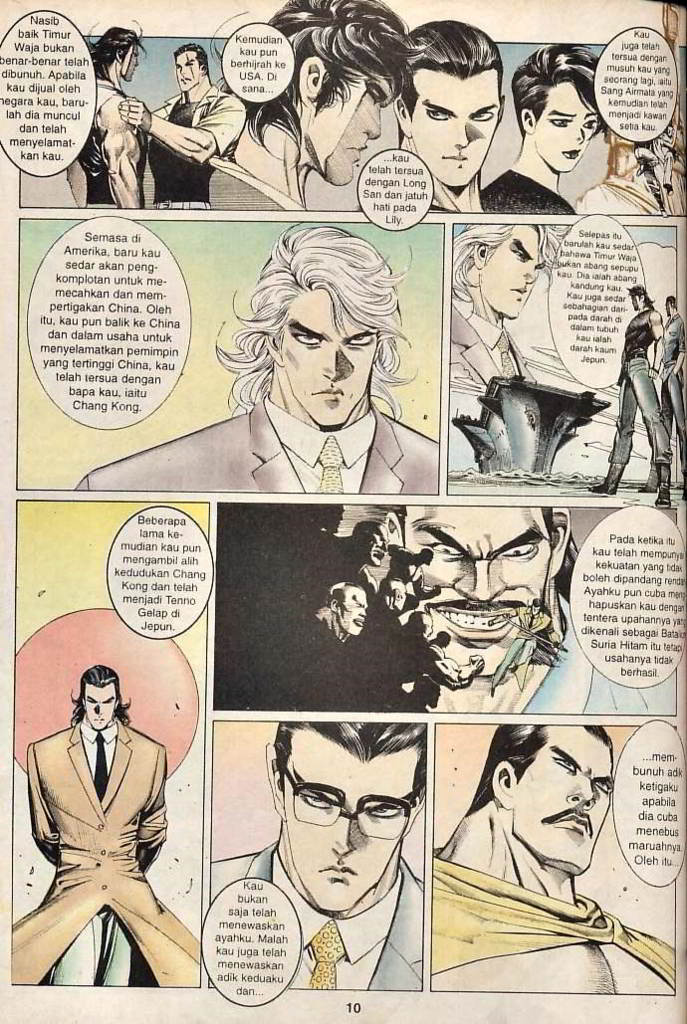 Nasib
baik Timur
Waja bukan
benar-benar telah
dibunuh. Apabila
kau dijual oleh
negara kau, baru-
lah dia muncul
dan telah
menyelamat-
kan kau.
Kemudian
kau pun
berhijrah ke
USA. Di
sana...
...kau
telah tersua
dengan Long
San dan jatuh
hati pada
Lily.
Kau
juga telah
tersua dengan
musuh kau yang
seorang lagi, iaitu
Sang Airmata yang
kemudian telah
menjadi kawan
setia kau.
Semasa di
Amerika, baru kau
sedar akan peng-
komplotan untuk me-
mecahkan dan mem-
pertigakan China. Oleh
itu, kau pun balik ke China
dan dalam usaha untuk
menyelamatkan pemimpin
yang tertinggi China, kau
telah tersua dengan
bapa kau, iaitu
Chang Kong.
Selepas itu
barulah kau sedar
bahawa Timur Waja
bukan abang sepupu
kau. Dia ialah abang
kandung kau.
Kau juga sedar
sebahagian dari-
pada darah di
dalam tubuh
kau ialah
darah kaum
Jepun.
Beberapa
lama ke-
mudian kau pun
mengambil alih
kedudukan Chang
Kong dan telah
menjadi Tenno
Gelap di
Jepun.
Pada ketika itu
kau telah mempunyai
kekuatan yang tidak
boleh dipandang rendah
Ayahku pun cuba meng-
hapuskan kau dengan
tentera upahannya yang
dikenali sebagai Batalion
Suria Hitam itu tetapi
usahanya tidak
berhasil.
Kau
bukan
saja telah
menewaskan
ayahku. Malah
kau juga telah
menewaskan
adik keduaku
dan...
...mem-
bunuh adik
ketigaku
apabila
dia cuba
menebus
maruahnya.
Oleh itu...
10